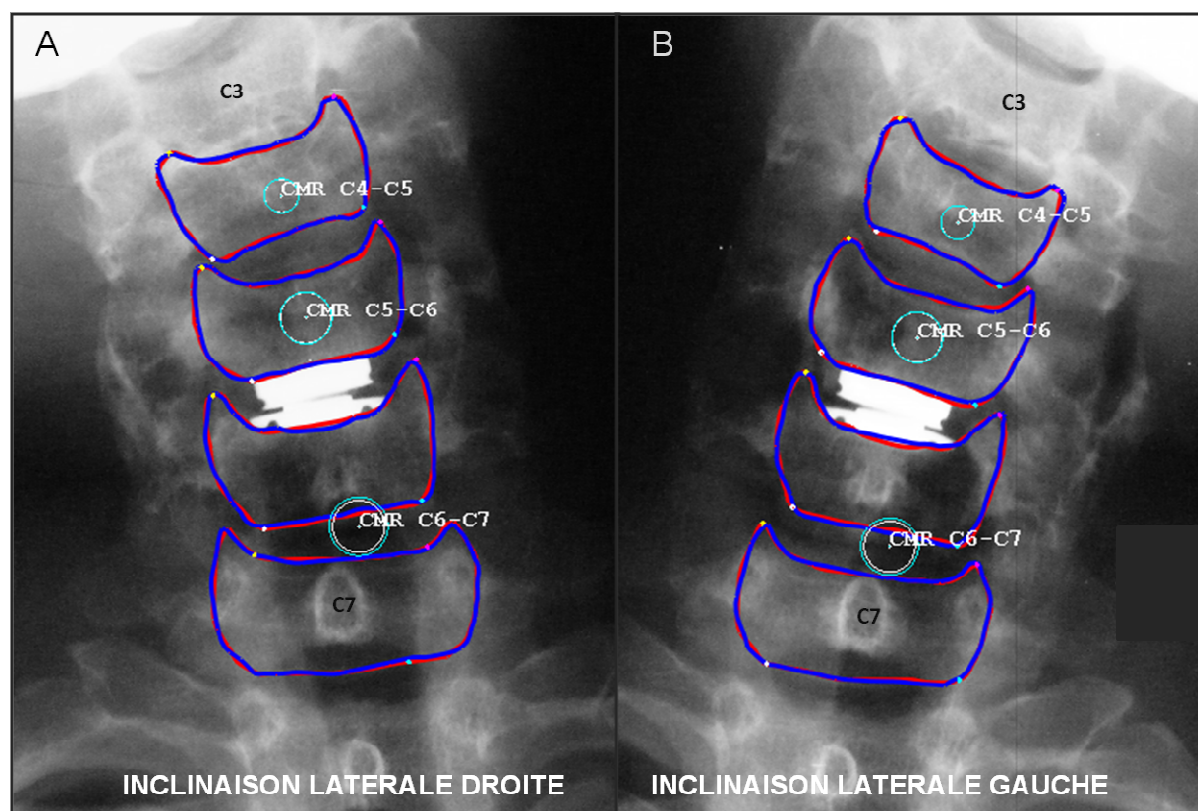 A
C3
CMR C4-C5
CMR C5-C6
CMR C6-C7
C7
INCLINAISON LATERALE DROITE
B
C3
CMR C4-C5
CMR C5-C6
CMR C6-C7
C7
INCLINAISON LATERALE GAUCHE